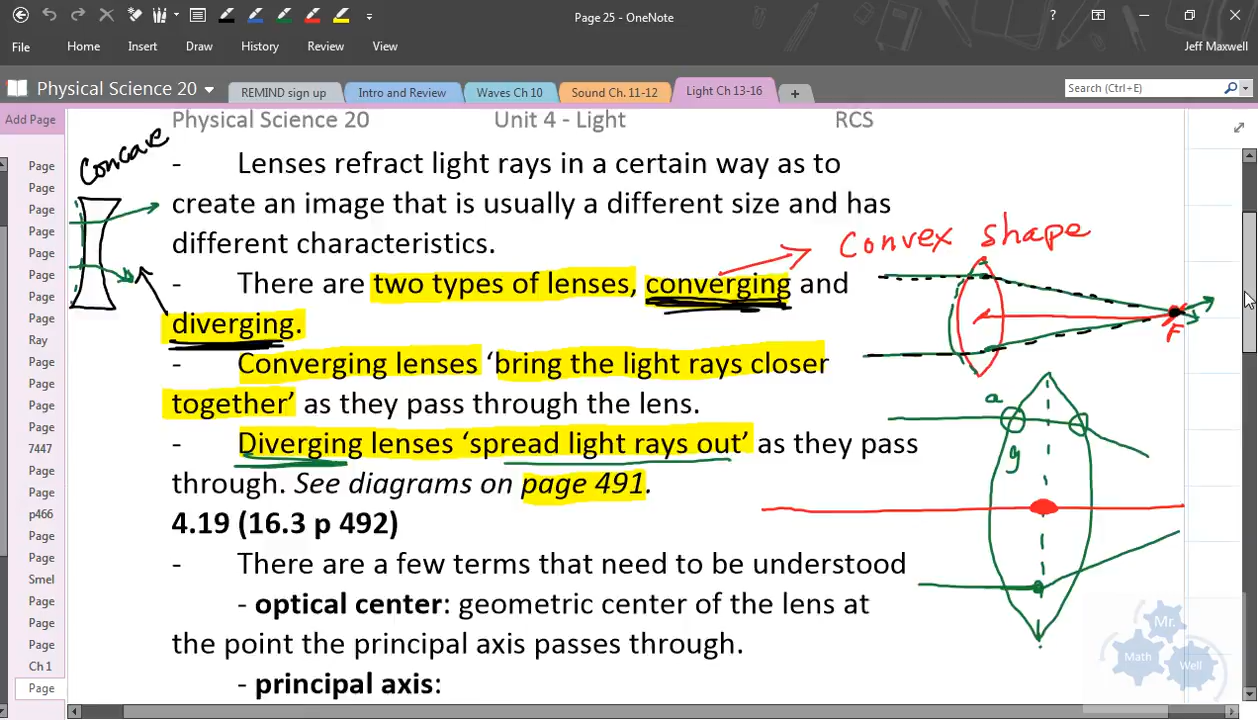 Page 25 - OneNote
?
File
Home
Insert
Draw
History
Review
View
Jeff Maxwell
Physical Science 20
REMIND sign up
Intro and Review
Waves Ch 10
Sound Ch. 11-12
Light Ch 13-16
+
Search (Ctrl+E)
Add Page
Page
Page
Page
Page
Page
Page
Page
Page
Ray
Page
Page
Page
Page
7447
Page
Page
p466
Page
Page
Smel
Page
Page
Page
Ch 1
Page
Physical Science 20 Unit 4 - Light RCS
Concave
- Lenses refract light rays in a certain way as to
create an image that is usually a different size and has
different characteristics.
- There are two types of lenses, converging and
diverging.
- Converging lenses ‘bring the light rays closer
together’ as they pass through the lens.
- Diverging lenses ‘spread light rays out’ as they pass
through. See diagrams on page 491.
4.19 (16.3 p 492)
- There are a few terms that need to be understood
- optical center: geometric center of the lens at
the point the principal axis passes through.
- principal axis:
Convex shape
F
a
g
Mr.
Math
Well